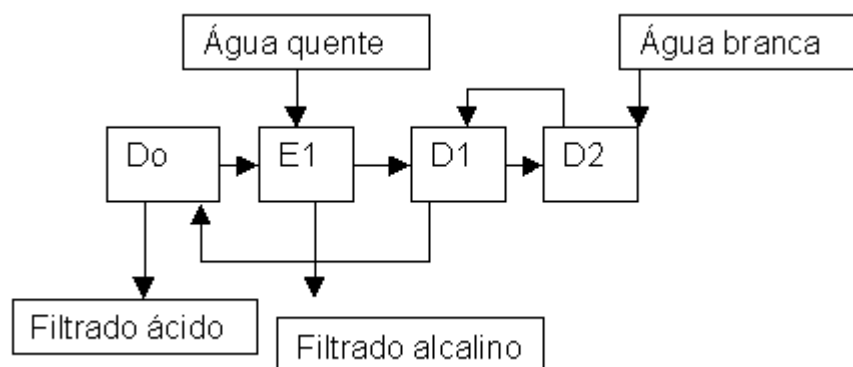 Água quente
Água branca
Do
E1
D1
D2
Filtrado ácido
Filtrado alcalino